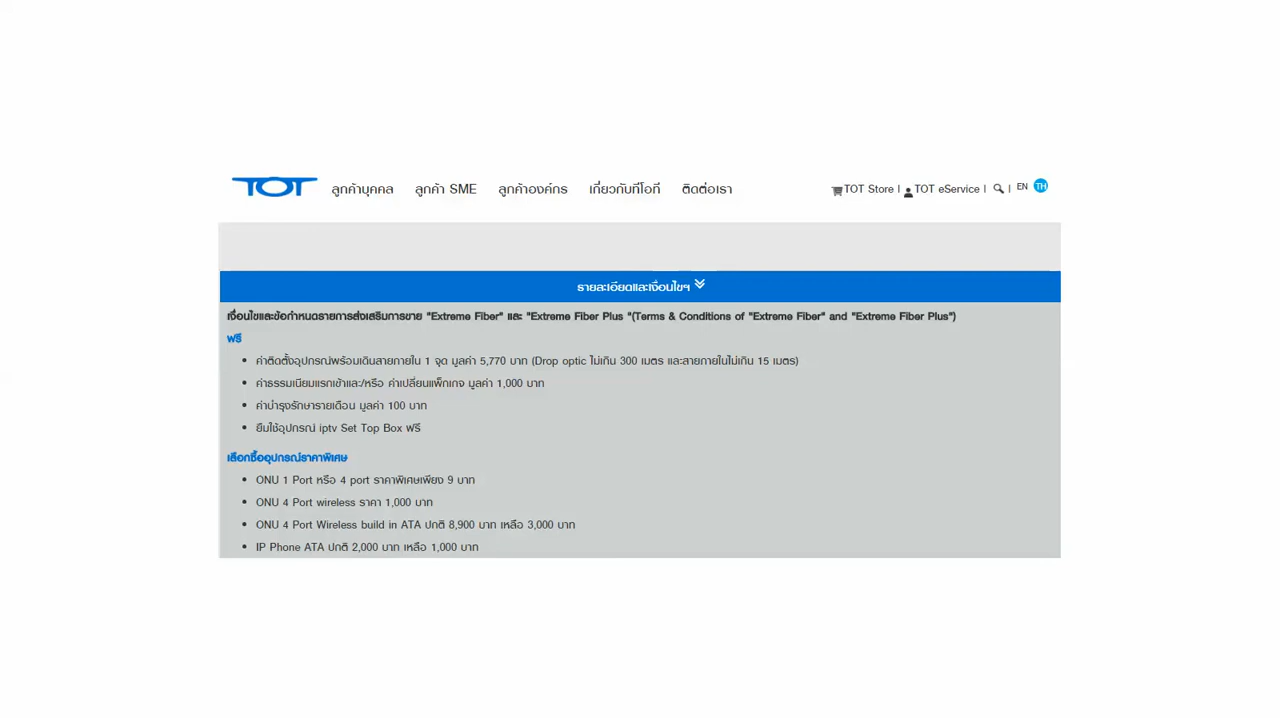 TOT ลูกค้าบุคคล ลูกค้า SME ลูกค้าองค์กร เกี่ยวกับทีโอที ติดต่อเรา TOT Store | TOT eService | | EN TH
รายละเอียดและเงื่อนไขฯ
เงื่อนไขและข้อกำหนดรายการส่งเสริมการขาย "Extreme Fiber" และ "Extreme Fiber Plus "(Terms & Conditions of "Extreme Fiber" and "Extreme Fiber Plus")
ฟรี
• ค่าติดตั้งอุปกรณ์พร้อมเดินสายภายใน 1 จุด มูลค่า 5,770 บาท (Drop optic ไม่เกิน 300 เมตร และสายภายในไม่เกิน 15 เมตร)
• ค่าธรรมเนียมแรกเข้าและ/หรือ ค่าเปลี่ยนแพ็กเกจ มูลค่า 1,000 บาท
• ค่าบำรุงรักษารายเดือน มูลค่า 100 บาท
• ยืมใช้อุปกรณ์ iptv Set Top Box ฟรี
เลือกซื้ออุปกรณ์ราคาพิเศษ
• ONU 1 Port หรือ 4 port ราคาพิเศษเพียง 9 บาท
• ONU 4 Port wireless ราคา 1,000 บาท
• ONU 4 Port Wireless build in ATA ปกติ 8,900 บาท เหลือ 3,000 บาท
• IP Phone ATA ปกติ 2,000 บาท เหลือ 1,000 บาท